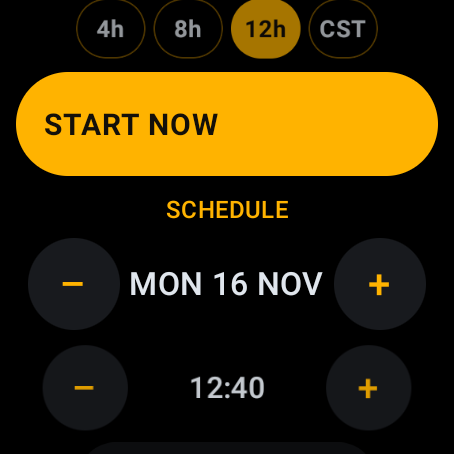 4h 8h 12h CST
START NOW
SCHEDULE
− MON 16 NOV +
− 12:40 +